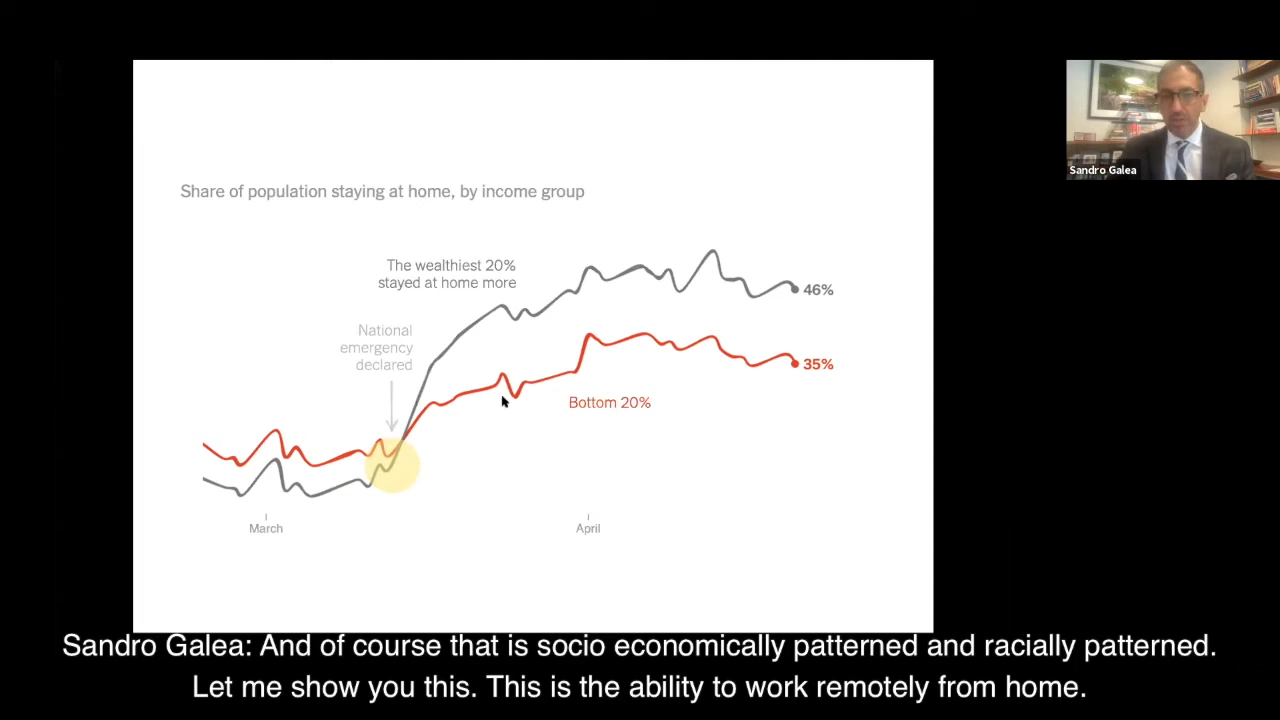 Share of population staying at home, by income group
The wealthiest 20%
stayed at home more
National
emergency
declared
46%
35%
Bottom 20%
March
April
Sandro Galea
Sandro Galea: And of course that is socio economically patterned and racially patterned.
Let me show you this. This is the ability to work remotely from home.